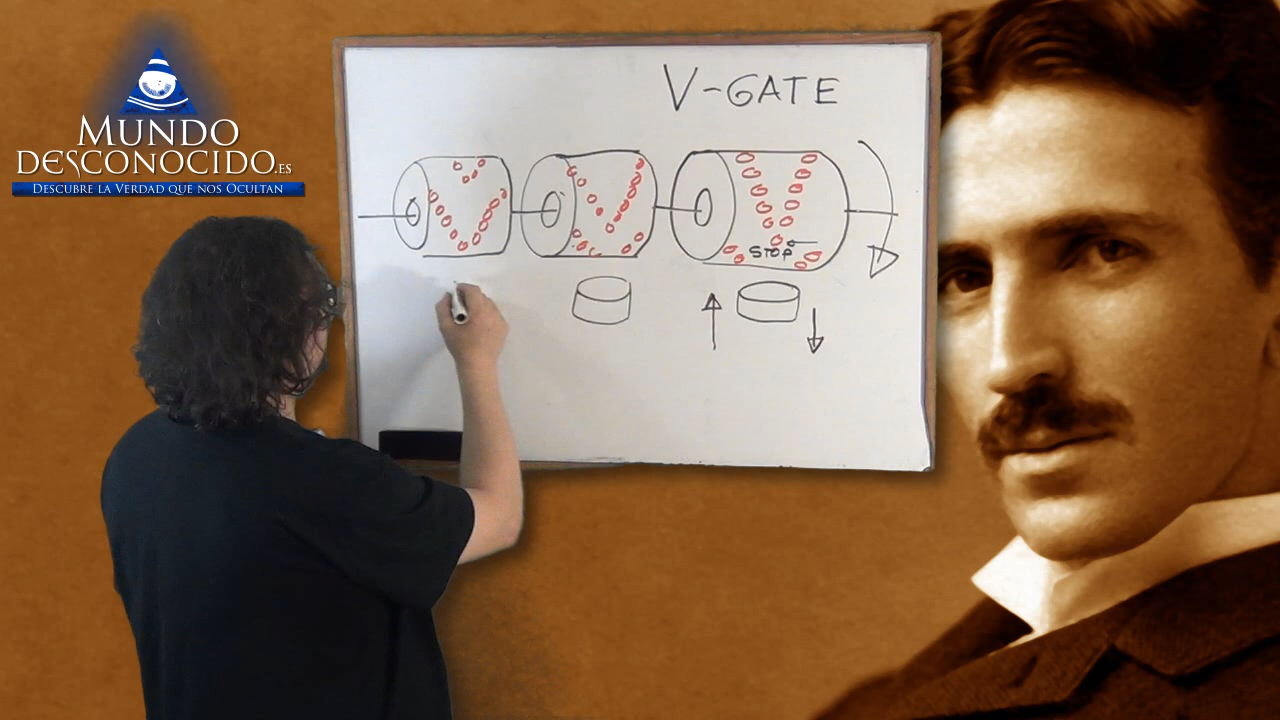 MUNDO
DESCONOCIDO.ES
DESCUBRE LA VERDAD QUE NOS OCULTAN
V-GATE
STOP